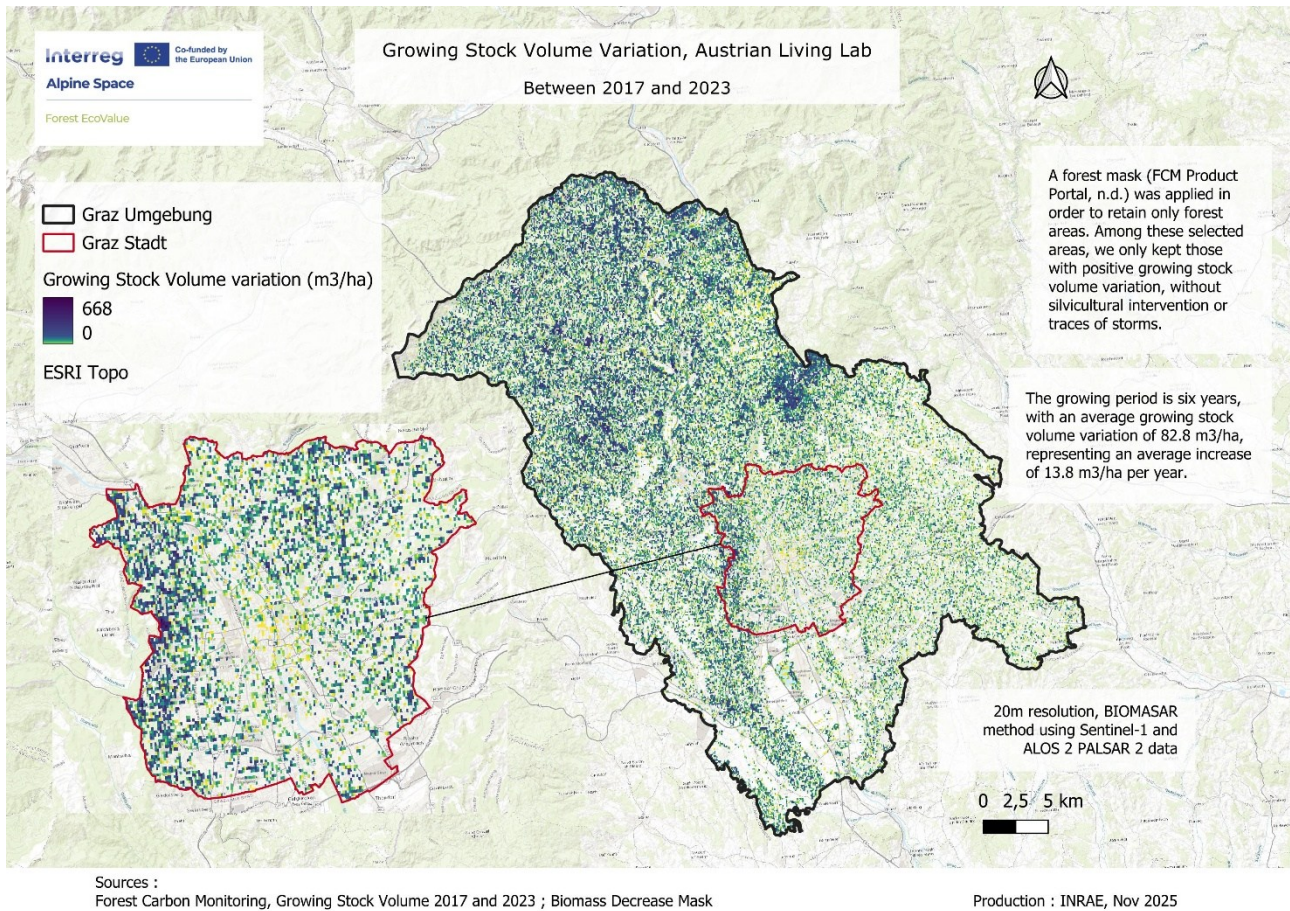 Interreg
Co-funded by
the European Union
Alpine Space
Forest EcoValue
Growing Stock Volume Variation, Austrian Living Lab
Between 2017 and 2023
Graz Umgebung
Graz Stadt
Growing Stock Volume variation (m3/ha)
668
0
ESRI Topo
A forest mask (FCM Product
Portal, n.d.) was applied in
order to retain only forest
areas. Among these selected
areas, we only kept those
with positive growing stock
volume variation, without
silvicultural intervention or
traces of storms.
The growing period is six years,
with an average growing stock
volume variation of 82.8 m3/ha,
representing an average increase
of 13.8 m3/ha per year.
20m resolution, BIOMASAR
method using Sentinel-1 and
ALOS 2 PALSAR 2 data
0 2,5 5 km
Sources :
Forest Carbon Monitoring, Growing Stock Volume 2017 and 2023 ; Biomass Decrease Mask
Production : INRAE, Nov 2025